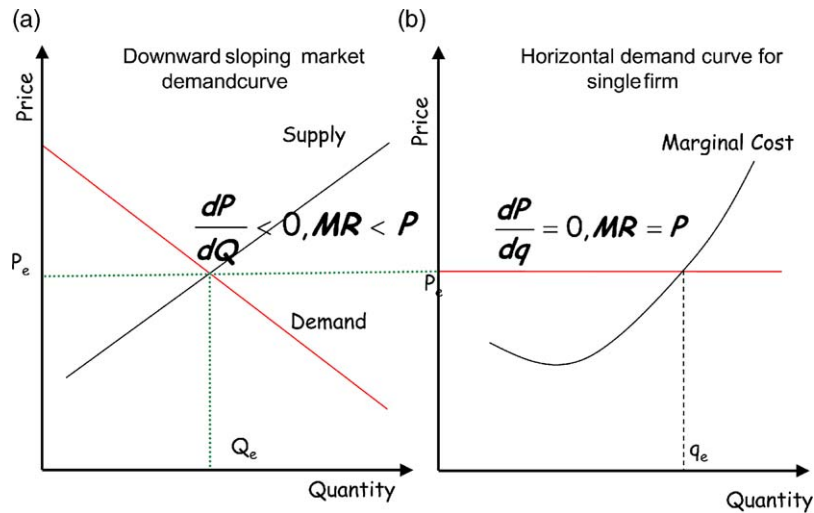 (a)
Downward sloping market
demandcurve
Price
Supply
dP/dQ < 0, MR < P
Pe
Demand
Qe
Quantity
(b)
Horizontal demand curve for
single firm
Price
Marginal Cost
dP/dq = 0, MR = P
Pe
qe
Quantity